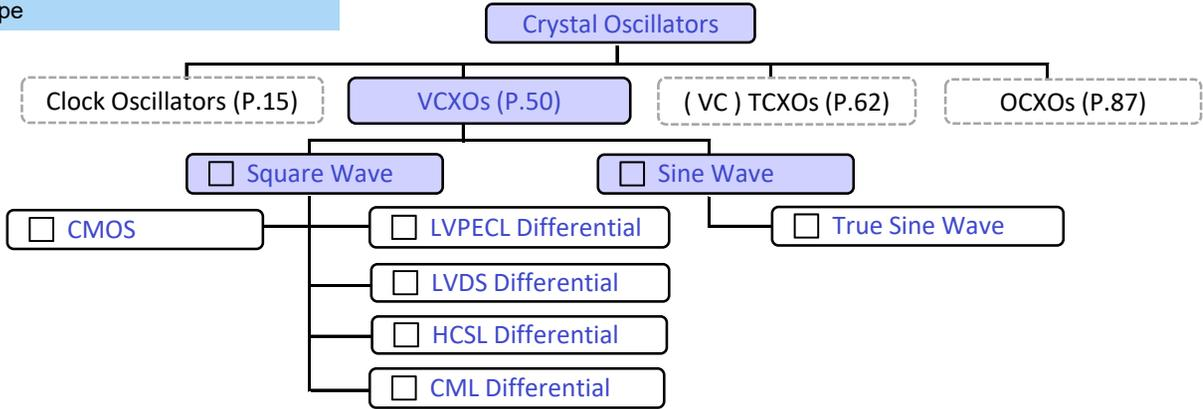 pe
Crystal Oscillators
Clock Oscillators (P.15)
VCXOs (P.50)
( VC ) TCXOs (P.62)
OCXOs (P.87)
Square Wave
Sine Wave
CMOS
LVPECL Differential
True Sine Wave
LVDS Differential
HCSL Differential
CML Differential